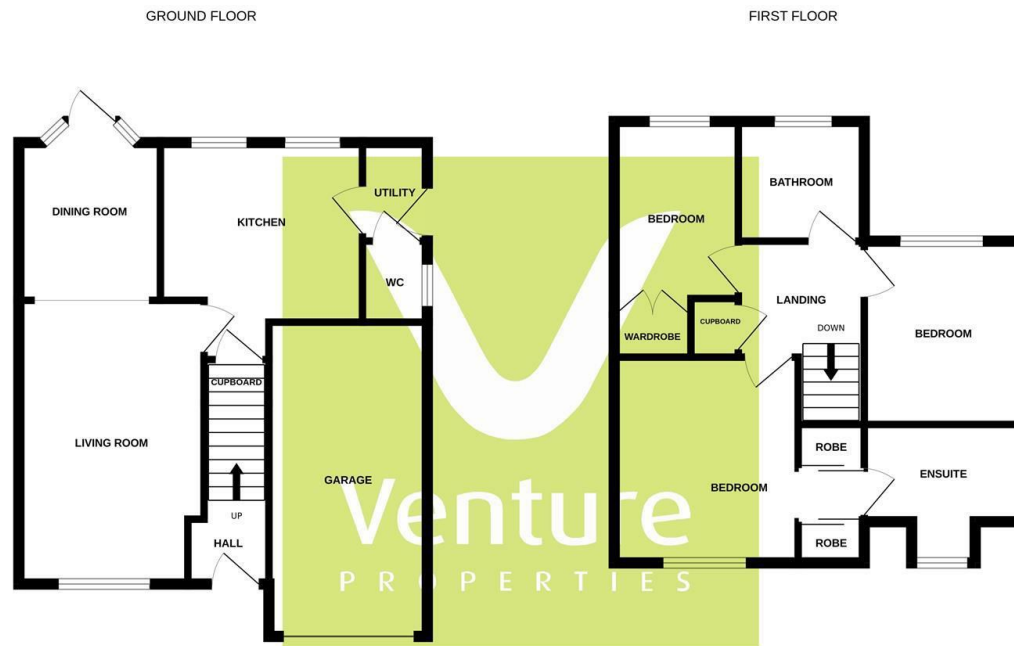 GROUND FLOOR
DINING ROOM
KITCHEN
UTILITY
WC
CUPBOARD
LIVING ROOM
GARAGE
UP
HALL
FIRST FLOOR
BATHROOM
BEDROOM
LANDING
CUPBOARD
WARDROBE
DOWN
BEDROOM
ROBE
BEDROOM
ENSUITE
ROBE
Venture
PROPERTIES